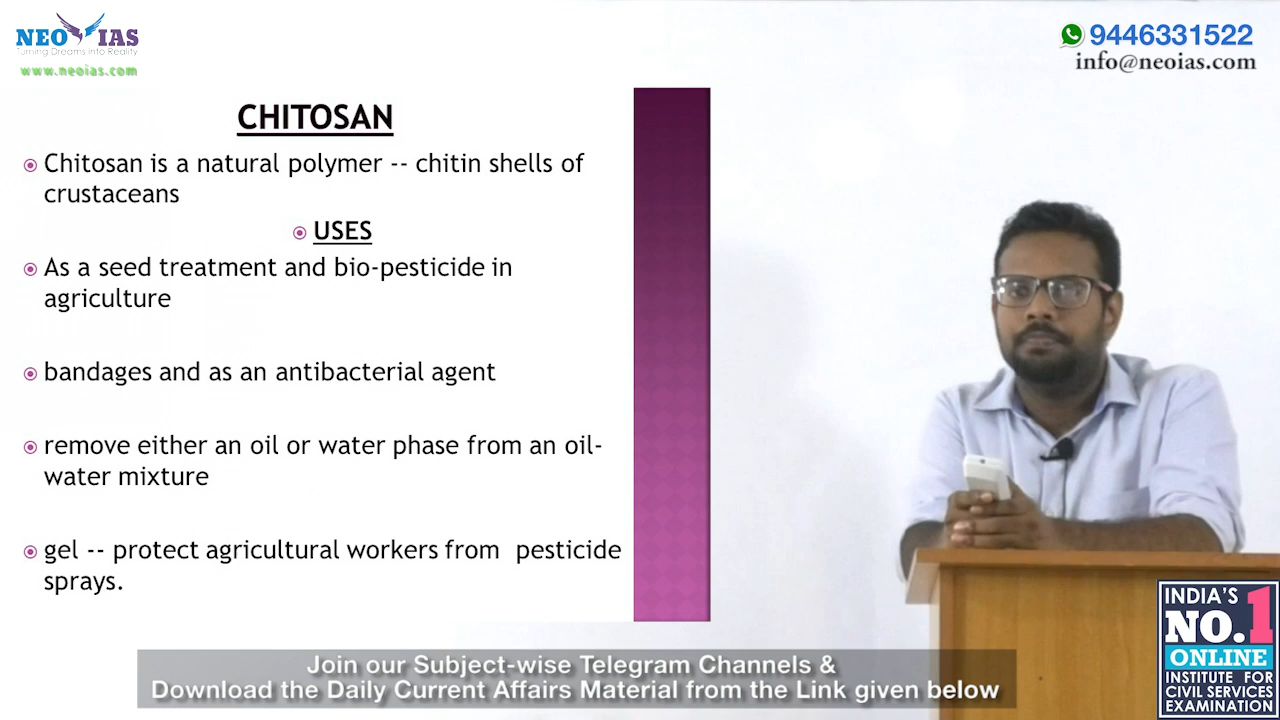 NEO IAS
Turning Dreams into Reality
www.neoias.com
9446331522
info@neoias.com
CHITOSAN
Chitosan is a natural polymer -- chitin shells of
crustaceans
USES
As a seed treatment and bio-pesticide in
agriculture
bandages and as an antibacterial agent
remove either an oil or water phase from an oil-
water mixture
gel -- protect agricultural workers from pesticide
sprays.
INDIA'S
NO.1
ONLINE
INSTITUTE FOR
CIVIL SERVICES
EXAMINATION
Join our Subject-wise Telegram Channels &
Download the Daily Current Affairs Material from the Link given below